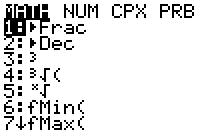 MATH NUM CPX PRB
1:▶Frac
2:▶Dec
3:³
4:³√(
5:ˣ√
6:fMin(
7↓fMax(